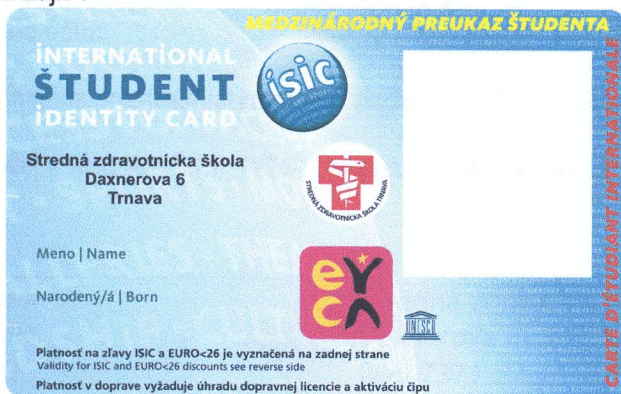 MEDZINÁRODNÝ PREUKAZ ŠTUDENTA
INTERNATIONAL
ŠTUDENT
IDENTITY CARD
isic
Stredná zdravotnícka škola
Daxnerova 6
Trnava
STREDNÁ ZDRAVOTNÍCKA ŠKOLA TRNAVA
Meno | Name
Narodený/á | Born
eyca
UNESCO
CARTE D'ÉTUDIANT INTERNATIONALE
Platnosť na zľavy ISIC a EURO<26 je vyznačená na zadnej strane
Validity for ISIC and EURO<26 discounts see reverse side
Platnosť v doprave vyžaduje úhradu dopravnej licencie a aktiváciu čipu